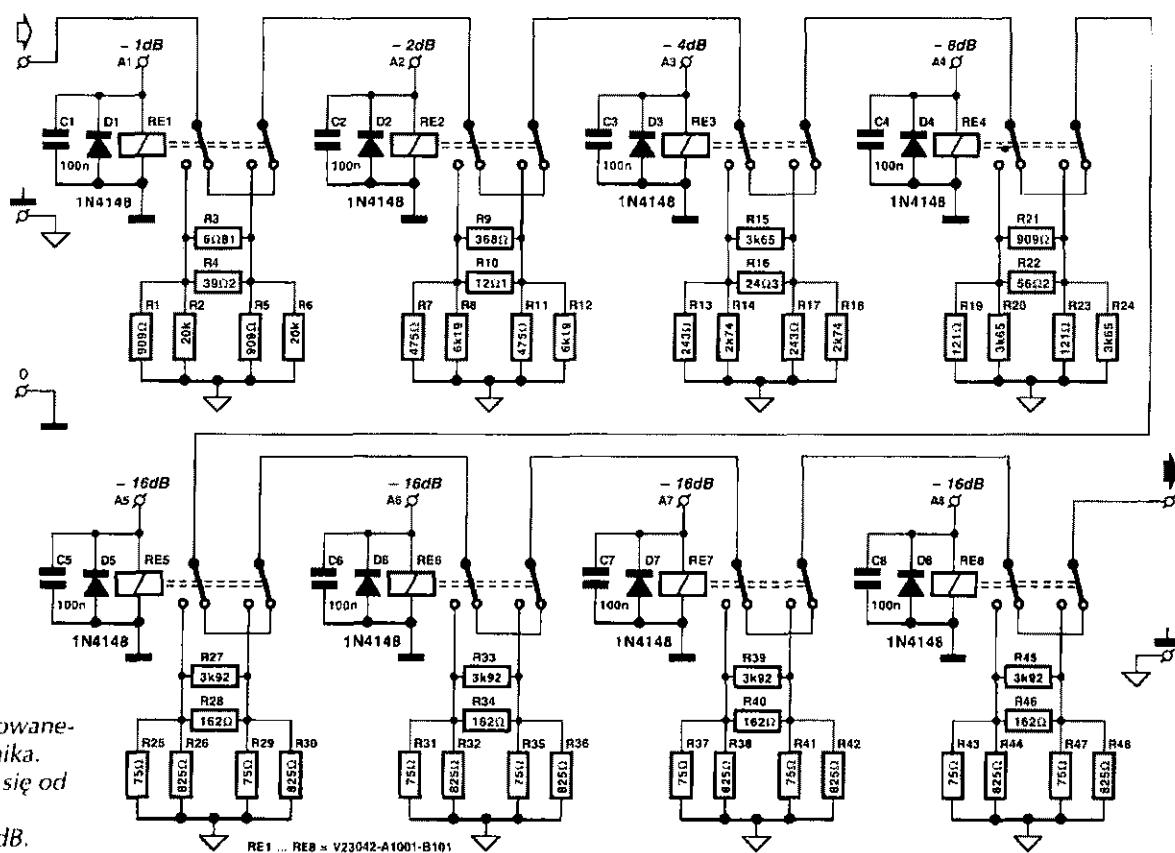 – 1dB
A1
– 2dB
A2
– 4dB
A3
– 8dB
A4
C1
D1
RE1
100n
1N4148
C2
D2
RE2
100n
1N4148
C3
D3
RE3
100n
1N4148
C4
D4
RE4
100n
1N4148
R3
6Ω81
R4
39Ω2
R1
909Ω
R2
20k
R5
909Ω
R6
20k
R9
368Ω
R10
12Ω1
R7
475Ω
R8
6k19
R11
475Ω
R12
6k19
R15
3k65
R16
24Ω3
R13
243Ω
R14
2k74
R17
243Ω
R18
2k74
R21
909Ω
R22
56Ω2
R19
121Ω
R20
3k65
R23
121Ω
R24
3k65
0
– 16dB
A5
– 16dB
A6
– 16dB
A7
– 16dB
A8
C5
D5
RE5
100n
1N4148
C6
D6
RE6
100n
1N4148
C7
D7
RE7
100n
1N4148
C8
D8
RE8
100n
1N4148
R27
3k92
R28
162Ω
R25
75Ω
R26
825Ω
R29
75Ω
R30
825Ω
R33
3k92
R34
162Ω
R31
75Ω
R32
825Ω
R35
75Ω
R36
825Ω
R39
3k92
R40
162Ω
R37
75Ω
R38
825Ω
R41
75Ω
R42
825Ω
R45
3k92
R46
162Ω
R43
75Ω
R44
825Ω
R47
75Ω
R48
825Ω
owane-
nika.
się od
dB.
RE1 ... RE8 = V23042-A1001-B101